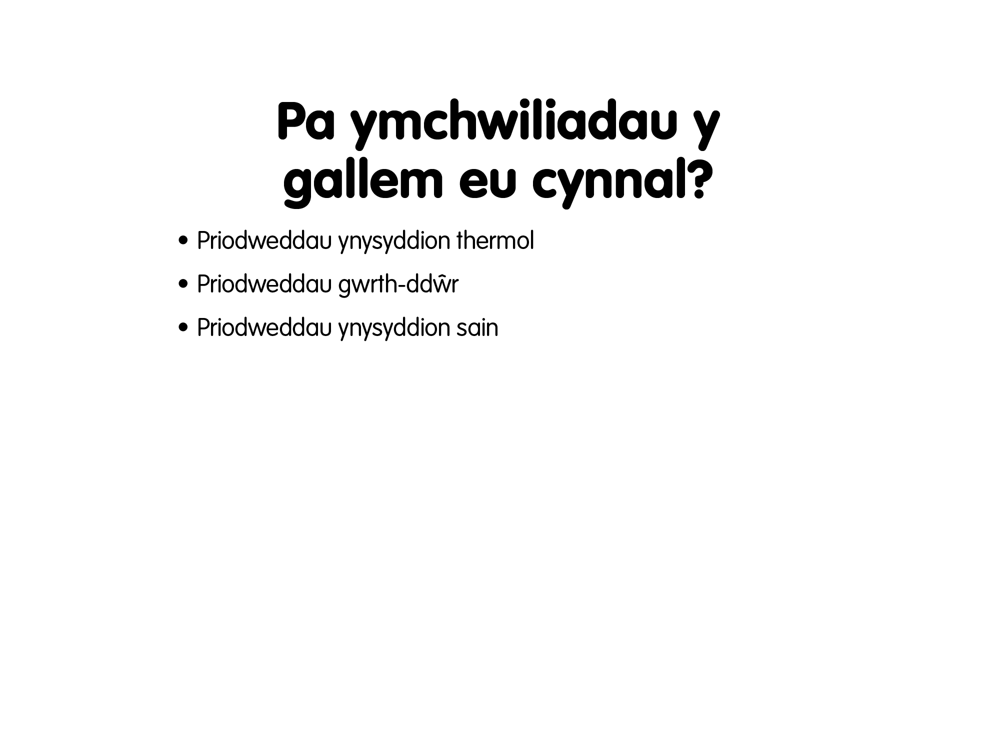 Pa ymchwiliadau y
gallem eu cynnal?
• Priodweddau ynysyddion thermol
• Priodweddau gwrth-ddŵr
• Priodweddau ynysyddion sain